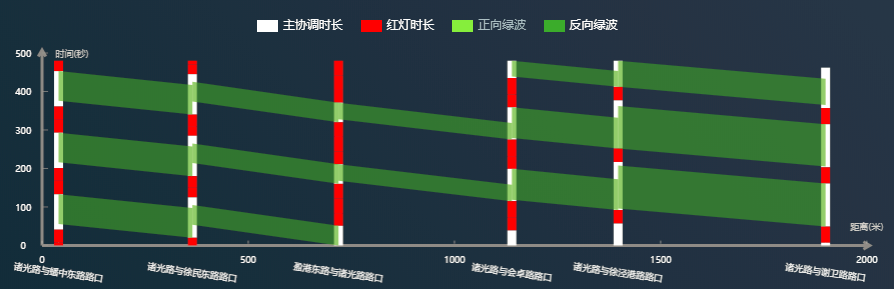 主协调时长 红灯时长 正向绿波 反向绿波
时间(秒)
500
400
300
200
100
0
0 500 1000 1500 2000
距离(米)
诸光路与蟠中东路路口 诸光路与徐民东路路口 盈港东路与诸光路路口 诸光路与会卓路路口 诸光路与徐泾港路路口 诸光路与谢卫路路口